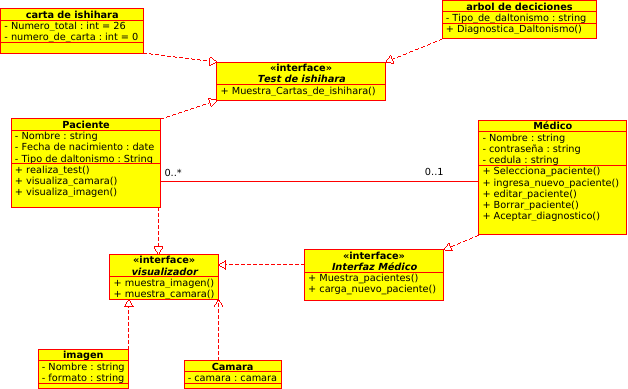 carta de ishihara
- Numero_total : int = 26
- numero_de_carta : int = 0
arbol de deciciones
- Tipo_de_daltonismo : string
+ Diagnostica_Daltonismo()
«interface»
Test de ishihara
+ Muestra_Cartas_de_ishihara()
Paciente
- Nombre : string
- Fecha de nacimiento : date
- Tipo de daltonismo : String
+ realiza_test()
+ visualiza_camara()
+ visualiza_imagen()
0..*
0..1
Médico
- Nombre : string
- contraseña : string
- cedula : string
+ Selecciona_paciente()
+ ingresa_nuevo_paciente()
+ editar_paciente()
+ Borrar_paciente()
+ Aceptar_diagnostico()
«interface»
visualizador
+ muestra_imagen()
+ muestra_camara()
«interface»
Interfaz Médico
+ Muestra_pacientes()
+ carga_nuevo_paciente()
imagen
- Nombre : string
- formato : string
Camara
- camara : camara